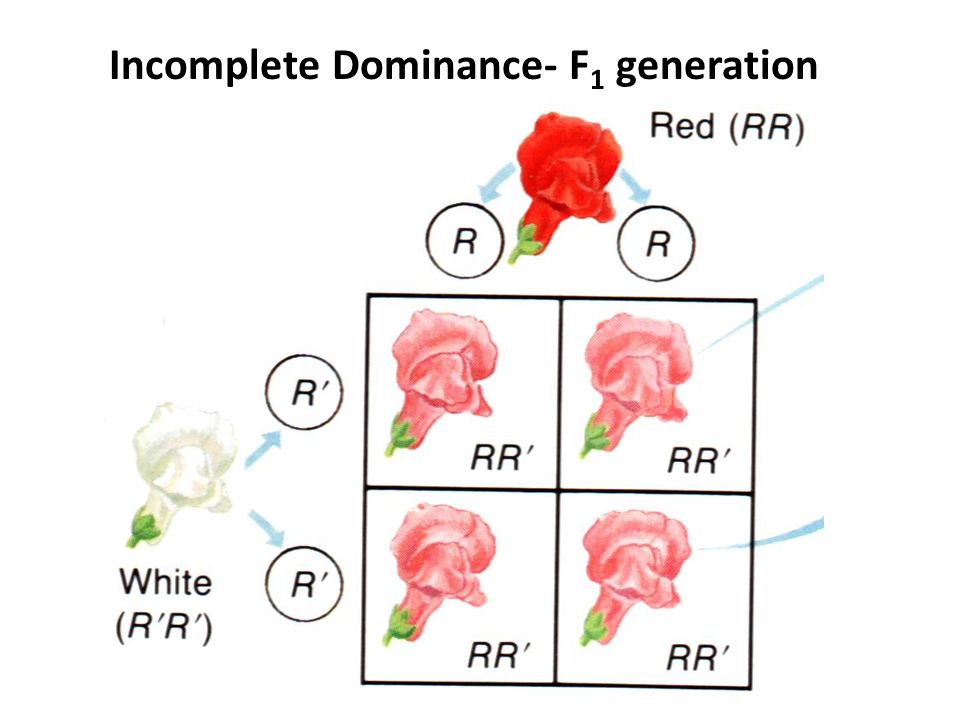 Incomplete Dominance- F₁ generation
Red (RR)
R R
R′
RR′ RR′
White
(R′R′)
R′
RR′ RR′